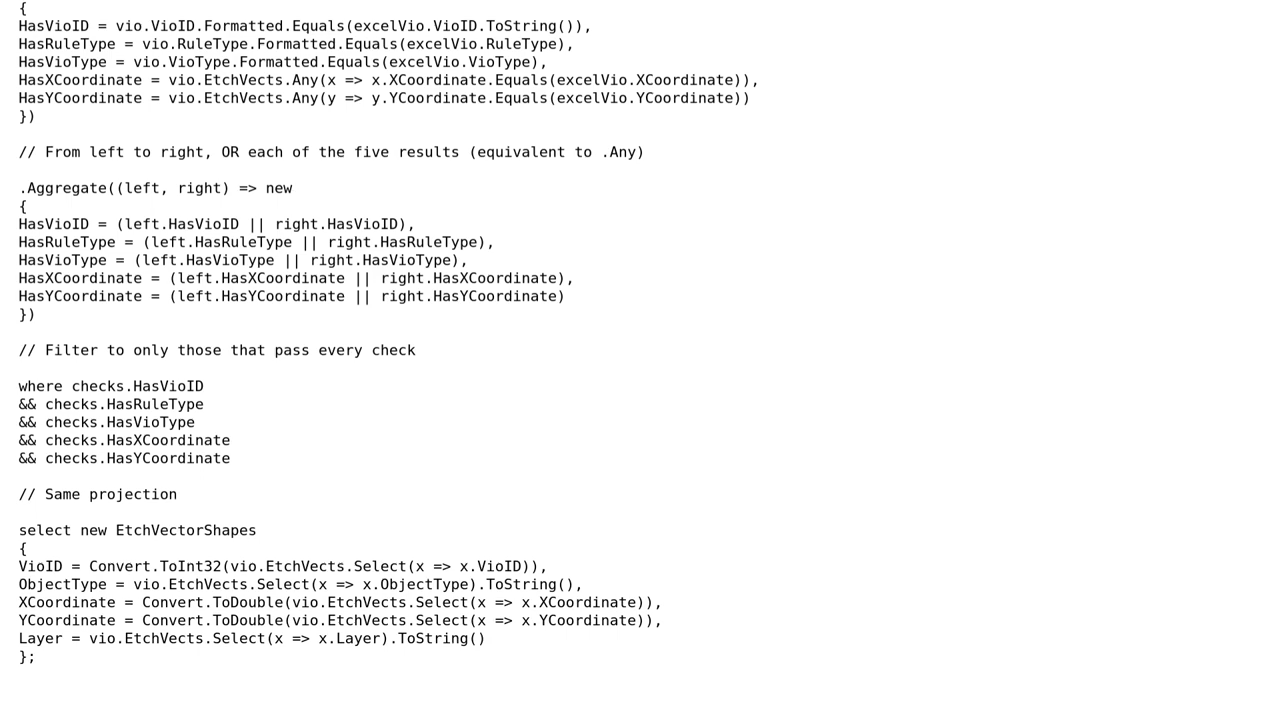 {
HasVioID = vio.VioID.Formatted.Equals(excelVio.VioID.ToString()),
HasRuleType = vio.RuleType.Formatted.Equals(excelVio.RuleType),
HasVioType = vio.VioType.Formatted.Equals(excelVio.VioType),
HasXCoordinate = vio.EtchVects.Any(x => x.XCoordinate.Equals(excelVio.XCoordinate)),
HasYCoordinate = vio.EtchVects.Any(y => y.YCoordinate.Equals(excelVio.YCoordinate))
})

// From left to right, OR each of the five results (equivalent to .Any)

.Aggregate((left, right) => new
{
HasVioID = (left.HasVioID || right.HasVioID),
HasRuleType = (left.HasRuleType || right.HasRuleType),
HasVioType = (left.HasVioType || right.HasVioType),
HasXCoordinate = (left.HasXCoordinate || right.HasXCoordinate),
HasYCoordinate = (left.HasYCoordinate || right.HasYCoordinate)
})

// Filter to only those that pass every check

where checks.HasVioID
&& checks.HasRuleType
&& checks.HasVioType
&& checks.HasXCoordinate
&& checks.HasYCoordinate

// Same projection

select new EtchVectorShapes
{
VioID = Convert.ToInt32(vio.EtchVects.Select(x => x.VioID)),
ObjectType = vio.EtchVects.Select(x => x.ObjectType).ToString(),
XCoordinate = Convert.ToDouble(vio.EtchVects.Select(x => x.XCoordinate)),
YCoordinate = Convert.ToDouble(vio.EtchVects.Select(x => x.YCoordinate)),
Layer = vio.EtchVects.Select(x => x.Layer).ToString()
};